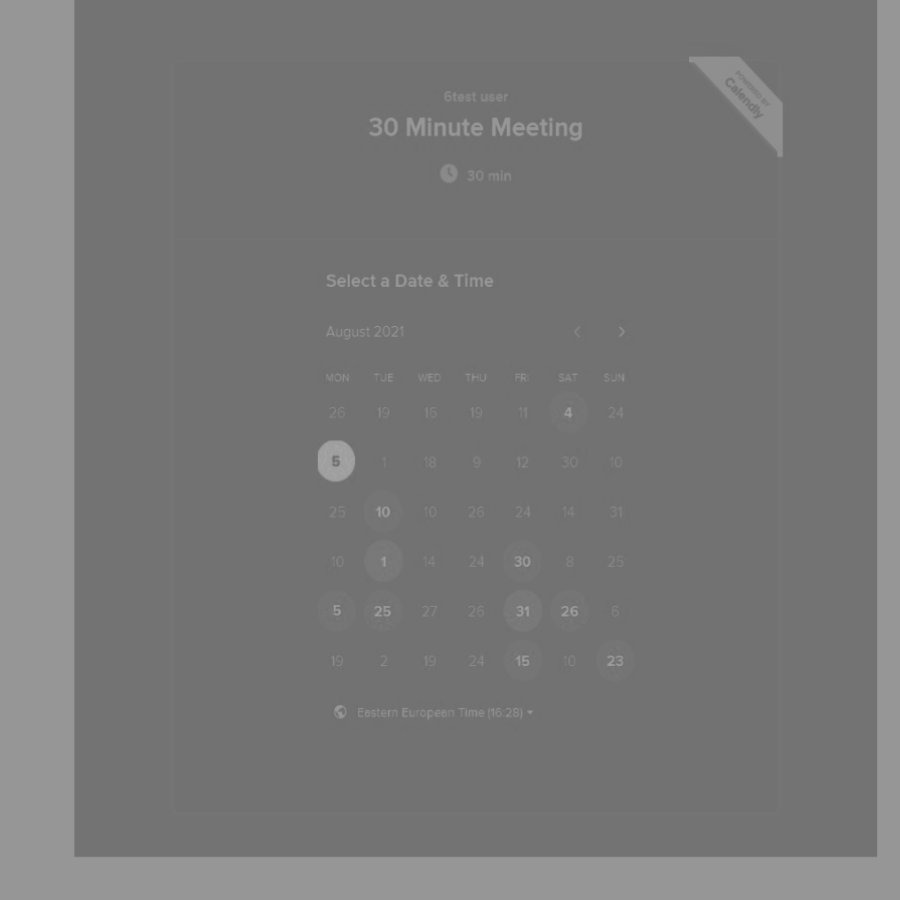 POWERED BY
Calendly
6test user
30 Minute Meeting
30 min
Select a Date & Time
August 2021
MON TUE WED THU FRI SAT SUN
26 19 16 19 11 4 24
5 1 18 9 12 30 10
25 10 10 26 24 14 31
10 1 14 24 30 8 25
5 25 27 26 31 26 6
19 2 19 24 15 10 23
Eastern European Time (16:28)